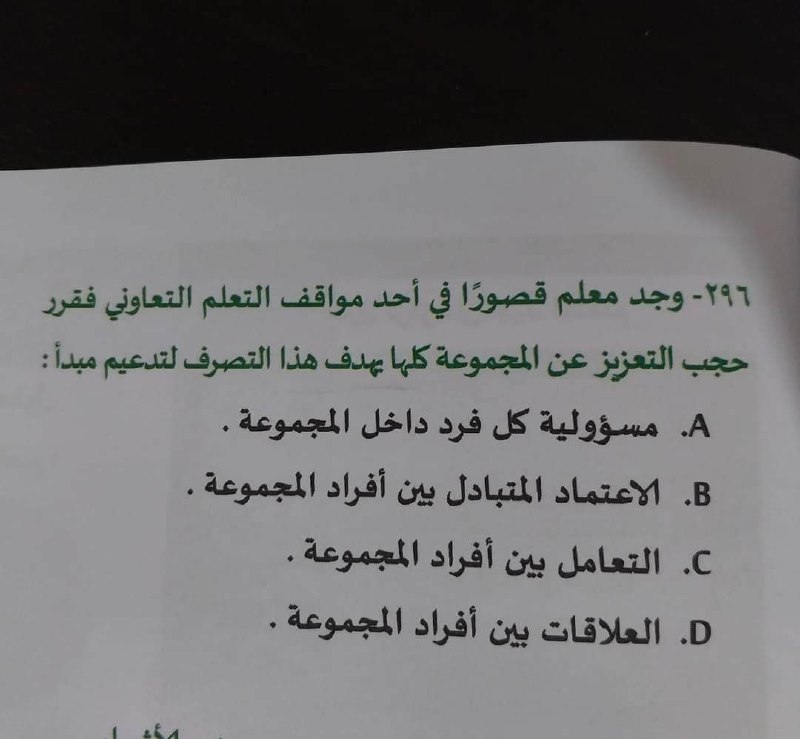 ٢٩٦- وجد معلم قصورًا في أحد مواقف التعلم التعاوني فقرر
حجب التعزيز عن المجموعة كلها يهدف هذا التصرف لتدعيم مبدأ :
A. مسؤولية كل فرد داخل المجموعة .
B. الاعتماد المتبادل بين أفراد المجموعة .
C. التعامل بين أفراد المجموعة .
D. العلاقات بين أفراد المجموعة .